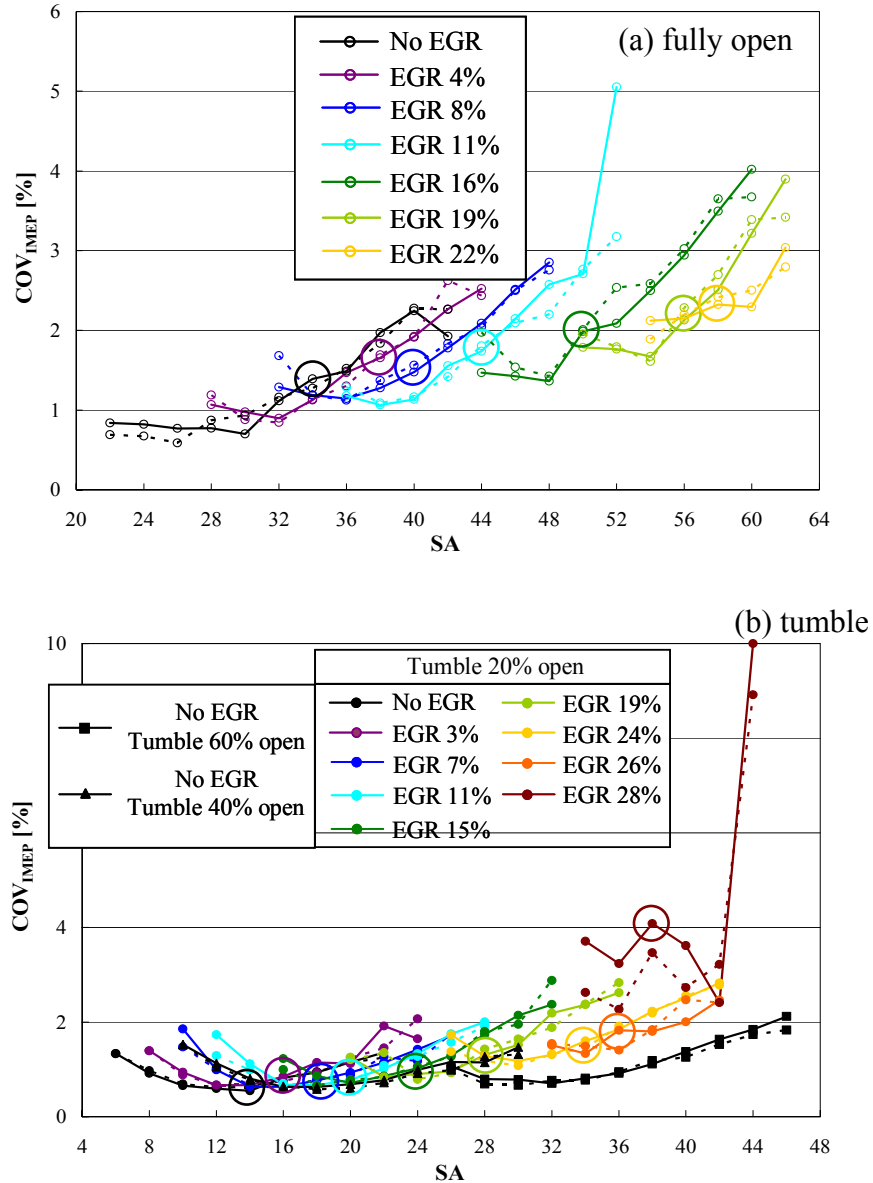 (a) fully open
No EGR
EGR 4%
EGR 8%
EGR 11%
EGR 16%
EGR 19%
EGR 22%
COV_IMEP [%]
6
5
4
3
2
1
0
20 24 28 32 36 40 44 48 52 56 60 64
SA
(b) tumble
No EGR
Tumble 60% open
No EGR
Tumble 40% open
Tumble 20% open
No EGR
EGR 3%
EGR 7%
EGR 11%
EGR 15%
EGR 19%
EGR 24%
EGR 26%
EGR 28%
COV_IMEP [%]
10
4
2
0
4 8 12 16 20 24 28 32 36 40 44 48
SA